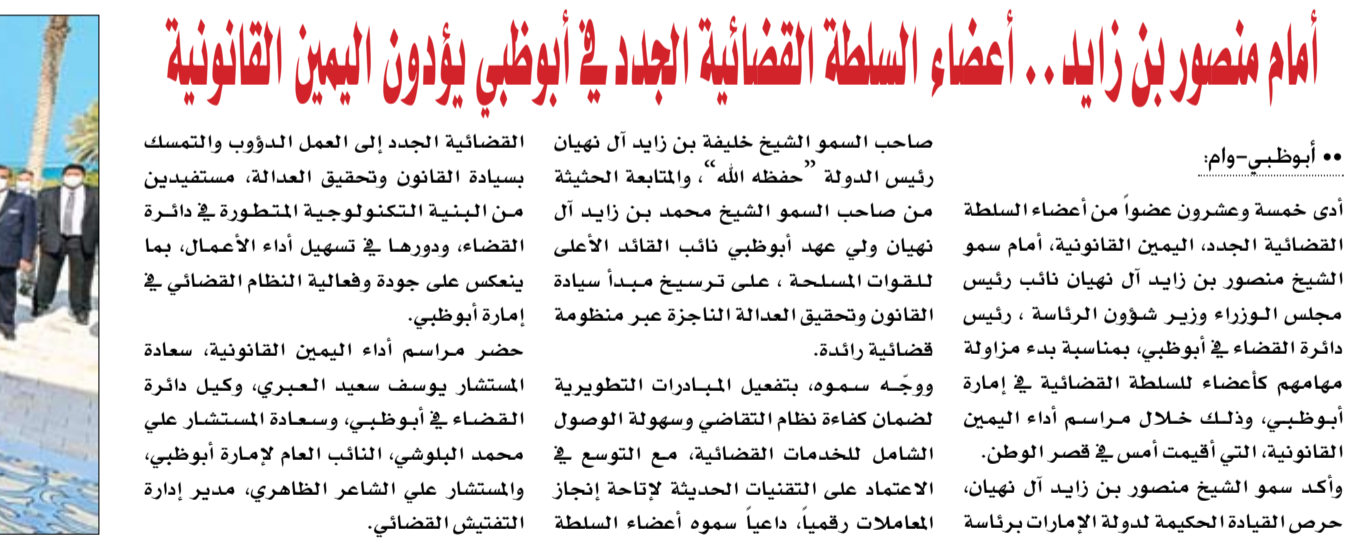 أمام منصور بن زايد .. أعضاء السلطة القضائية الجدد في أبوظبي يؤدون اليمين القانونية
•• أبوظبي-وام:
أدى خمسة وعشرون عضواً من أعضاء السلطة
القضائية الجدد، اليمين القانونية، أمام سمو
الشيخ منصور بن زايد آل نهيان نائب رئيس
مجلس الوزراء وزير شؤون الرئاسة ، رئيس
دائرة القضاء في أبوظبي، بمناسبة بدء مزاولة
مهامهم كأعضاء للسلطة القضائية في إمارة
أبوظبي، وذلك خلال مراسم أداء اليمين
القانونية، التي أقيمت أمس في قصر الوطن.
وأكد سمو الشيخ منصور بن زايد آل نهيان،
حرص القيادة الحكيمة لدولة الإمارات برئاسة
صاحب السمو الشيخ خليفة بن زايد آل نهيان
رئيس الدولة “حفظه الله“، والمتابعة الحثيثة
من صاحب السمو الشيخ محمد بن زايد آل
نهيان ولي عهد أبوظبي نائب القائد الأعلى
للقوات المسلحة ، على ترسيخ مبدأ سيادة
القانون وتحقيق العدالة الناجزة عبر منظومة
قضائية رائدة.
ووجّه سموه، بتفعيل المبادرات التطويرية
لضمان كفاءة نظام التقاضي وسهولة الوصول
الشامل للخدمات القضائية، مع التوسع في
الاعتماد على التقنيات الحديثة لإتاحة إنجاز
المعاملات رقمياً، داعياً سموه أعضاء السلطة
القضائية الجدد إلى العمل الدؤوب والتمسك
بسيادة القانون وتحقيق العدالة، مستفيدين
من البنية التكنولوجية المتطورة في دائرة
القضاء، ودورها في تسهيل أداء الأعمال، بما
ينعكس على جودة وفعالية النظام القضائي في
إمارة أبوظبي.
حضر مراسم أداء اليمين القانونية، سعادة
المستشار يوسف سعيد العبري، وكيل دائرة
القضاء في أبوظبي، وسعادة المستشار علي
محمد البلوشي، النائب العام لإمارة أبوظبي،
والمستشار علي الشاعر الظاهري، مدير إدارة
التفتيش القضائي.